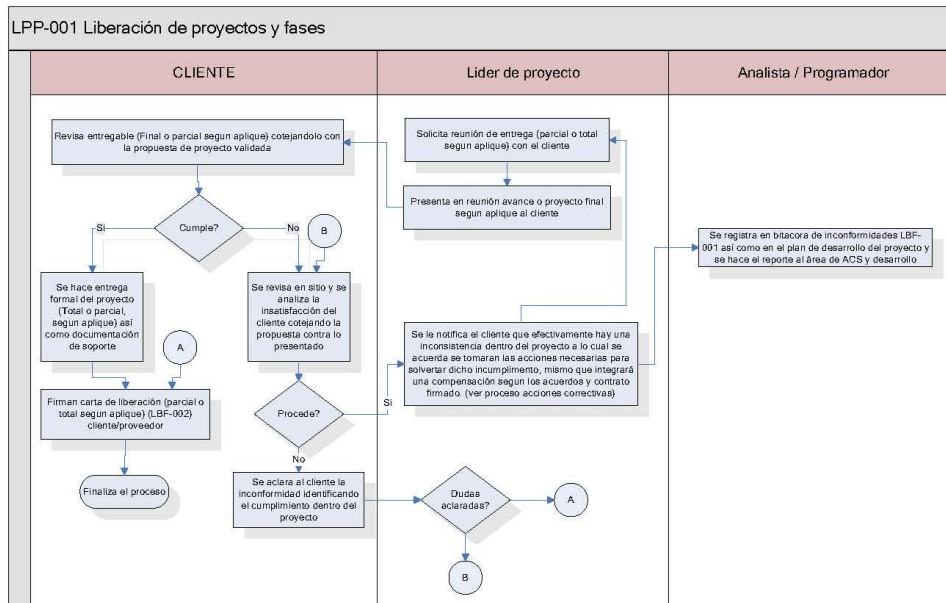 LPP-001 Liberación de proyectos y fases
CLIENTE
Lider de proyecto
Analista / Programador
Revisa entregable (Final o parcial segun aplique) cotejandolo con
la propuesta de proyecto validada
Solicita reunión de entrega (parcial o total
segun aplique) con el cliente
Presenta en reunión avance o proyecto final
segun aplique al cliente
Cumple?
Si
No
B
Se registra en bitacora de inconformidades LBF-
001 así como en el plan de desarrollo del proyecto y
se hace el reporte al área de ACS y desarrollo
Se hace entrega
formal del proyecto
(Total o parcial,
segun aplique) así
como documentación
de soporte
Se revisa en sitio y se
analiza la
insatisfacción del
cliente cotejando la
propuesta contra lo
presentado
A
Se le notifica el cliente que efectivamente hay una
inconsistencia dentro del proyecto a lo cual se
acuerda se tomaran las acciones necesarias para
solvertar dicho incumplimento, mismo que integrará
una compensación segun los acuerdos y contrato
firmado. (ver proceso acciones correctivas)
Firman carta de liberación (parcial o
total segun aplique) (LBF-002)
cliente/proveedor
Procede?
Si
No
Finaliza el proceso
Se aclara al cliente la
inconformidad identificando
el cumplimiento dentro del
proyecto
Dudas
aclaradas?
A
B